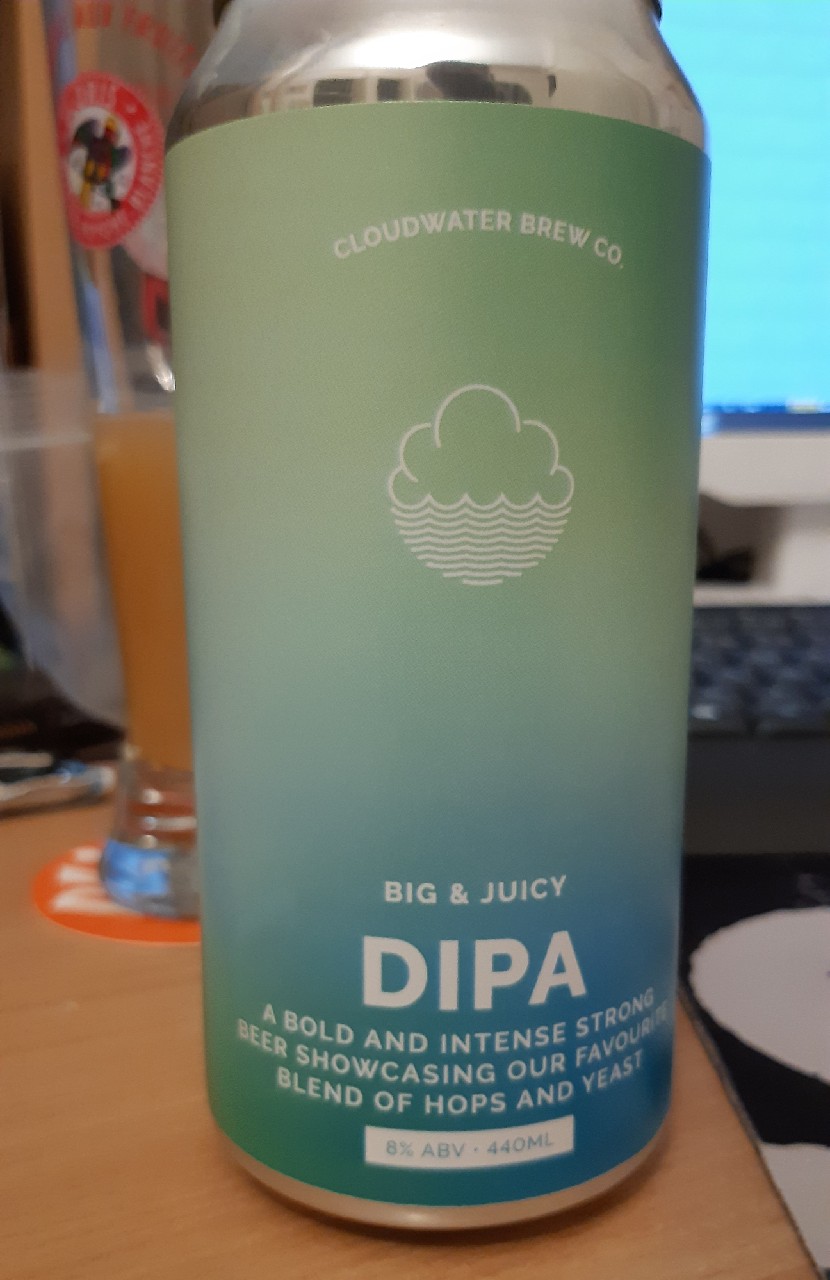 CLOUDWATER BREW CO.
BIG & JUICY
DIPA
A BOLD AND INTENSE STRONG
BEER SHOWCASING OUR FAVOURITE
BLEND OF HOPS AND YEAST
8% ABV · 440ML